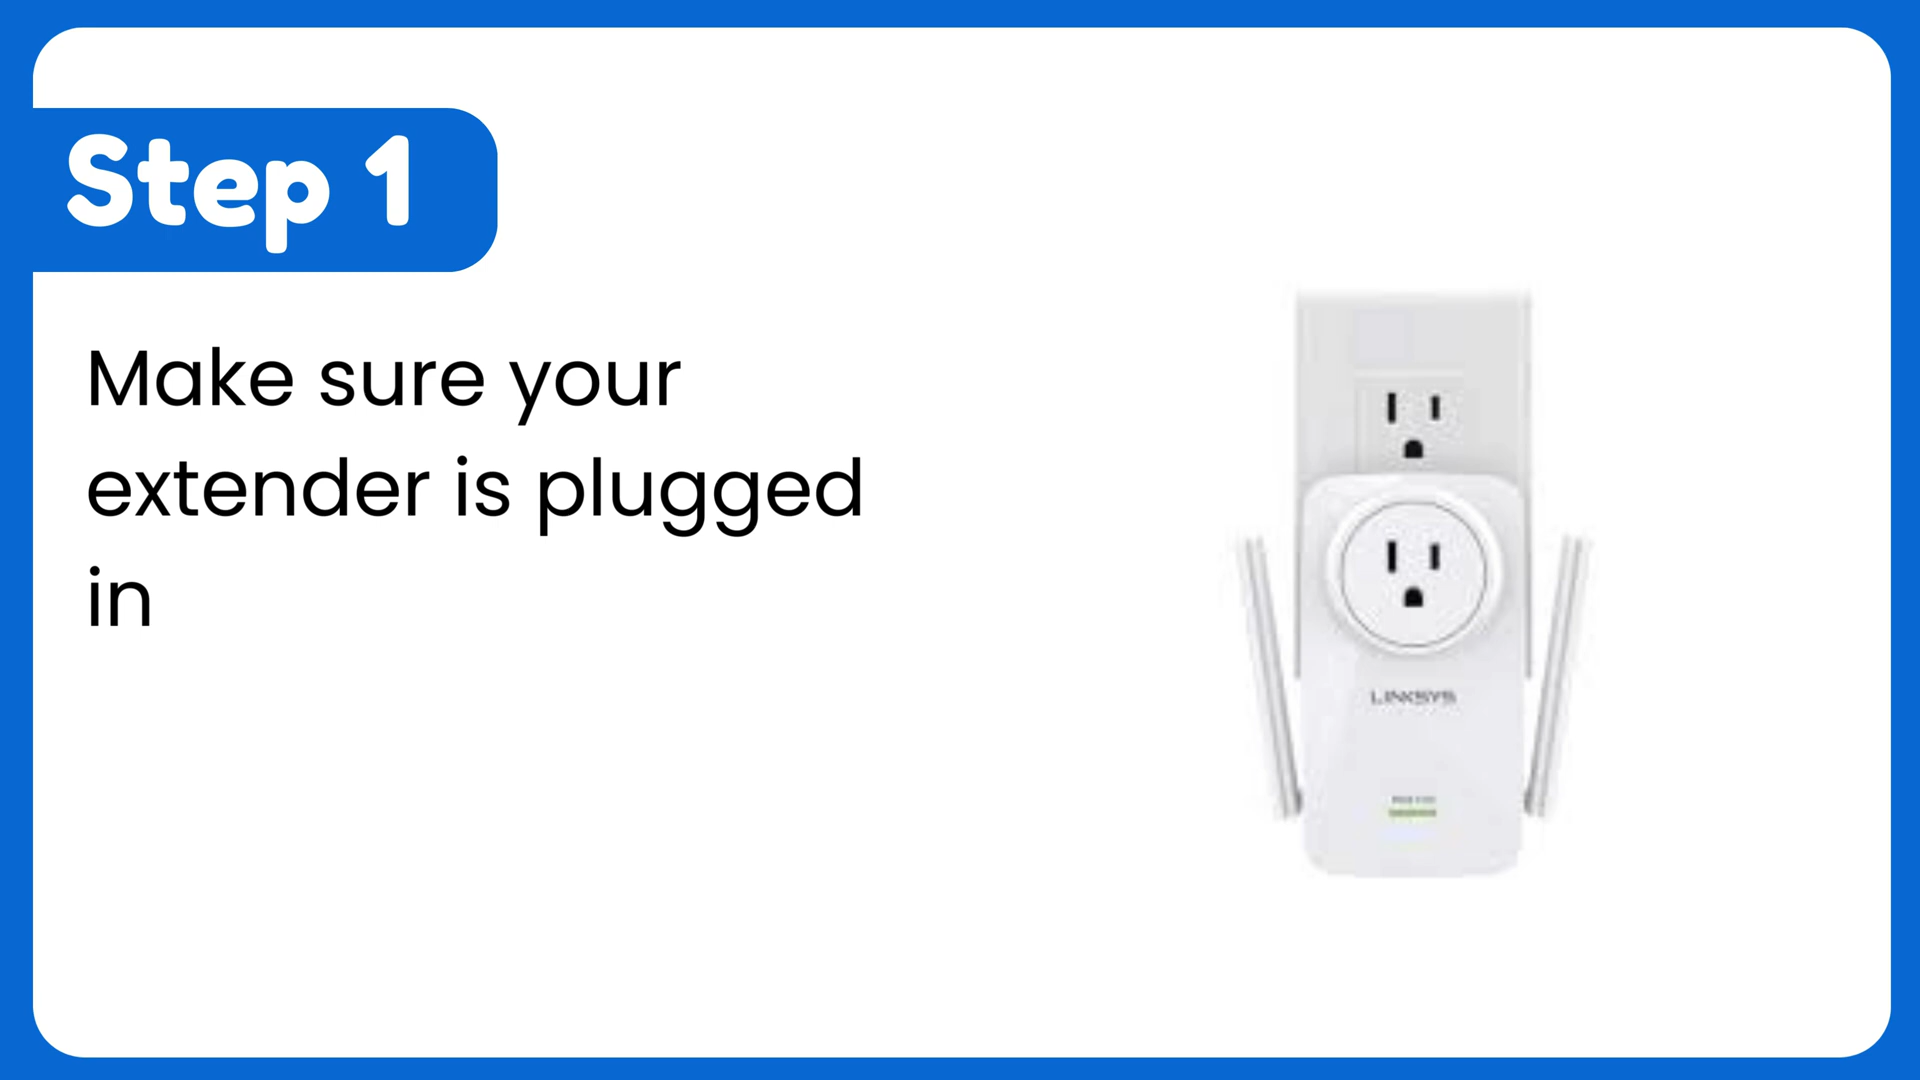 Step 1
Make sure your
extender is plugged
in
LINKSYS